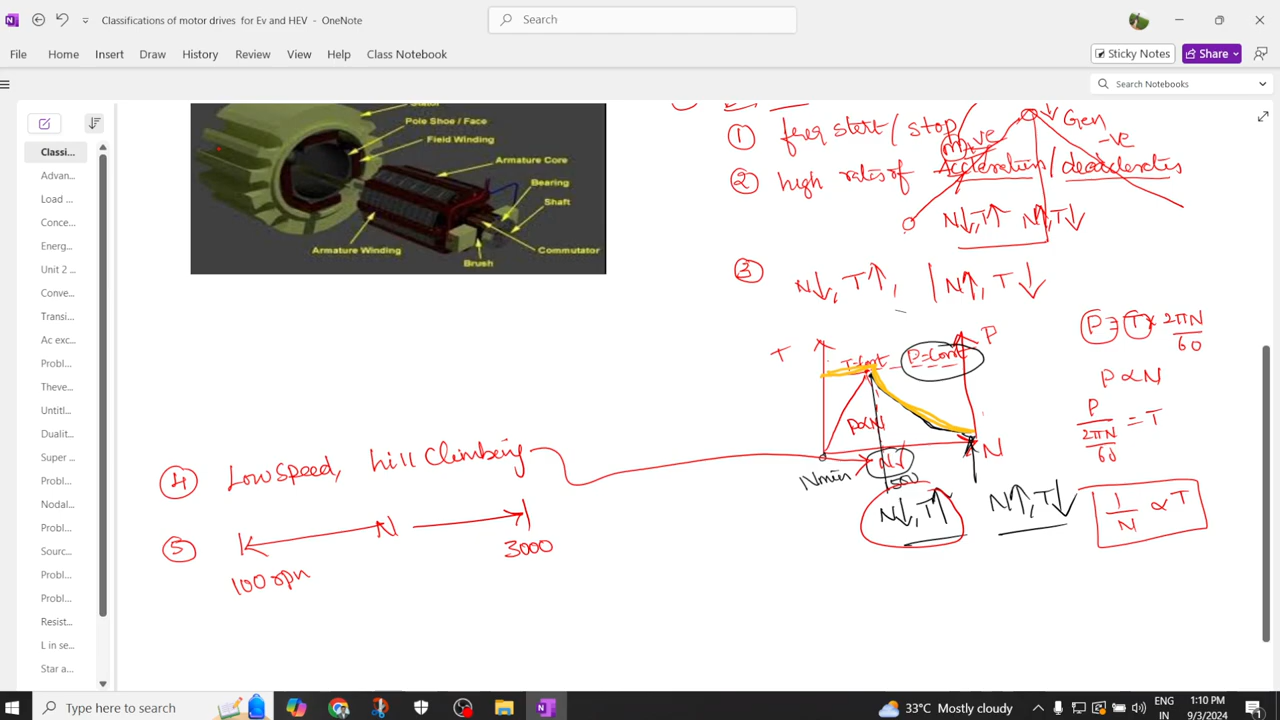 Classifications of motor drives for Ev and HEV - OneNote
Search
File Home Insert Draw History Review View Help Class Notebook
Sticky Notes
Share
Search Notebooks
Classi...
Advan...
Load ...
Conce...
Energ...
Unit 2 ...
Conve...
Transi...
Ac exc...
Probl...
Untitl...
Dualit...
Super ...
Probl...
Nodal...
Probl...
Sourc...
Probl...
Probl...
Resist...
L in se...
Star a...
Stator
Pole Shoe / Face
Field Winding
Armature Core
Bearing
Shaft
Commutator
Brush
Armature Winding
① freq start/stop
Gen
+ve
-ve
② high rates of acceleration/deacceleration
N↓T↑ N↑,T↓
③ N↓, T↑, | N↑, T↓
T
T=Const P=Const
P
P∝N
Nmin
N↓
N
1500
N↓, T↑ N↑, T↓
P = T × 2πN
60
P∝N
P
2πN = T
60
1/N ∝ T
④ Low Speed, hill Climbing
⑤ N
100 rpm
3000
Type here to search
33°C Mostly cloudy
ENG
IN
1:10 PM
9/3/2024